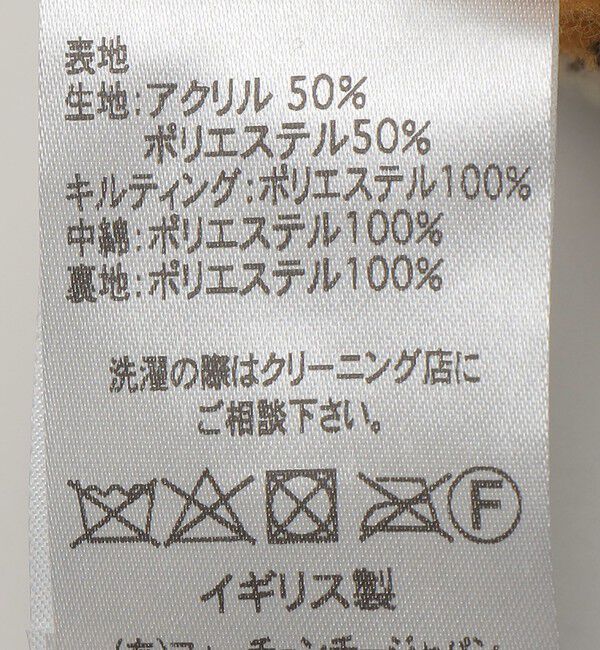 表地
生地:アクリル 50%
ポリエステル50%
キルティング:ポリエステル100%
中綿:ポリエステル100%
裏地:ポリエステル100%
洗濯の際はクリーニング店に
ご相談下さい。
F
イギリス製